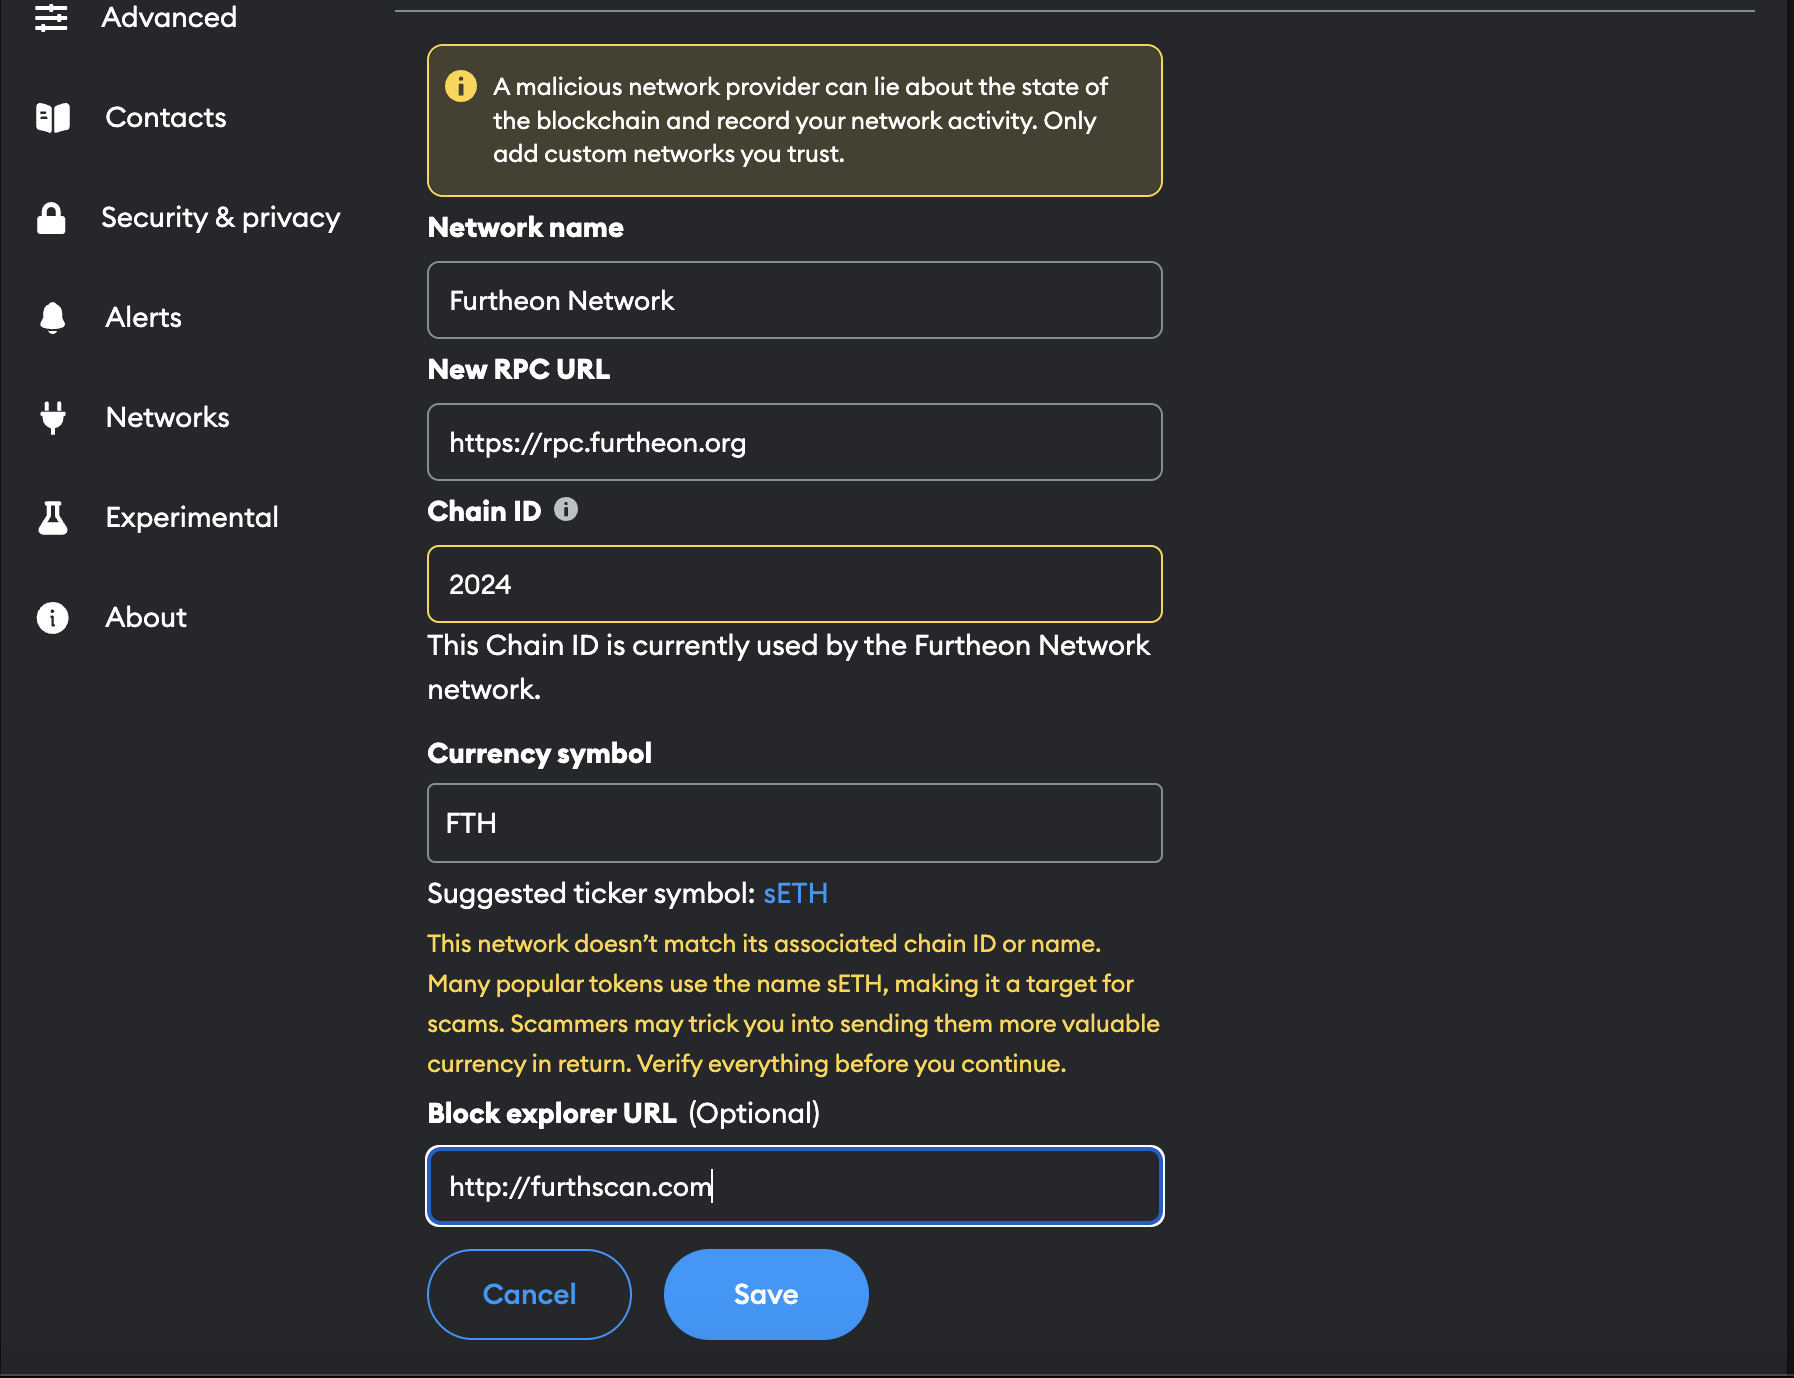 Advanced
Contacts
Security & privacy
Alerts
Networks
Experimental
About
A malicious network provider can lie about the state of
the blockchain and record your network activity. Only
add custom networks you trust.
Network name
Furtheon Network
New RPC URL
https://rpc.furtheon.org
Chain ID
2024
This Chain ID is currently used by the Furtheon Network
network.
Currency symbol
FTH
Suggested ticker symbol: sETH
This network doesn’t match its associated chain ID or name.
Many popular tokens use the name sETH, making it a target for
scams. Scammers may trick you into sending them more valuable
currency in return. Verify everything before you continue.
Block explorer URL (Optional)
http://furthscan.com
Cancel
Save